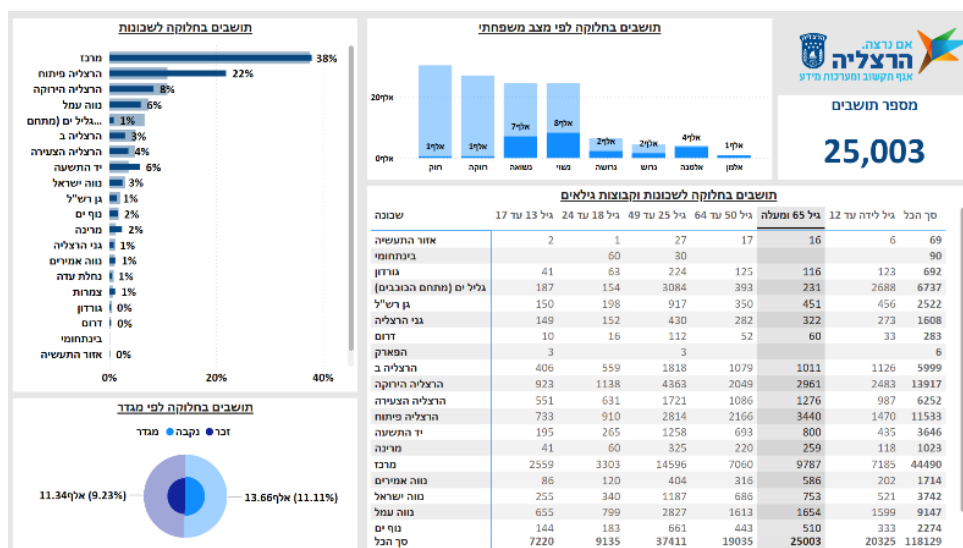 אם נרצה.
הרצליה
אגף תקשוב ומערכות מידע
מספר תושבים
25,003
תושבים בחלוקה לפי מצב משפחתי
אלף20
אלף0
אלף1
אלף1
אלף7
אלף8
אלף2
אלף2
אלף4
אלף1
רווק
רווקה
נשואה
נשוי
גרושה
גרוש
אלמנה
אלמן
תושבים בחלוקה לשכונות
מרכז 38%
הרצליה פיתוח 22%
הרצליה הירוקה 8%
נווה עמל 6%
גליל ים (מתחם... 1%
הרצליה ב 3%
הרצליה הצעירה 4%
יד התשעה 6%
נווה ישראל 3%
גן רש"ל 1%
נוף ים 2%
מרינה 2%
גני הרצליה 1%
נווה אמירים 1%
נחלת עדה 1%
צמרות 1%
גורדון 0%
דרום 0%
בינתחומי
אזור התעשיה 0%
0% 20% 40%
תושבים בחלוקה לשכונות וקבוצות גילאים
שכונה גיל 13 עד 17 גיל 18 עד 24 גיל 25 עד 49 גיל 50 עד 64 גיל 65 ומעלה גיל לידה עד 12 סך הכל
אזור התעשיה 2 1 27 17 16 6 69
בינתחומי 60 30 90
גורדון 41 63 224 125 116 123 692
גליל ים (מתחם הכוכבים) 187 154 3084 393 231 2688 6737
גן רש"ל 150 198 917 350 451 456 2522
גני הרצליה 149 152 430 282 322 273 1608
דרום 10 16 112 52 60 33 283
הפארק 3 3 6
הרצליה ב 406 559 1818 1079 1011 1126 5999
הרצליה הירוקה 923 1138 4363 2049 2961 2483 13917
הרצליה הצעירה 551 631 1721 1086 1276 987 6252
הרצליה פיתוח 733 910 2814 2166 3440 1470 11533
יד התשעה 195 265 1258 693 800 435 3646
מרינה 41 60 325 220 259 118 1023
מרכז 2559 3303 14596 7060 9787 7185 44490
נווה אמירים 86 120 404 316 586 202 1714
נווה ישראל 255 340 1187 686 753 521 3742
נווה עמל 655 799 2827 1613 1654 1599 9147
נוף ים 144 183 661 443 510 333 2274
סך הכל 7220 9135 37411 19035 25003 20325 118129
תושבים בחלוקה לפי מגדר
מגדר נקבה זכר
11.34אלף (9.23%)
13.66אלף (11.11%)